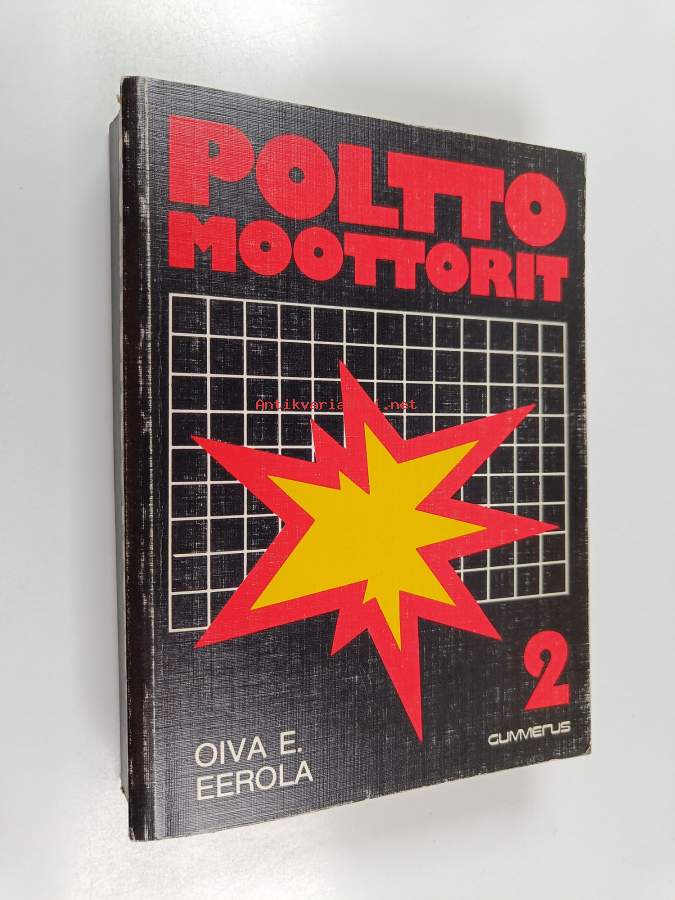 POLTTO
MOOTTORIT
Antikvariaatti.net
2
GUMMERUS
OIVA E.
EEROLA